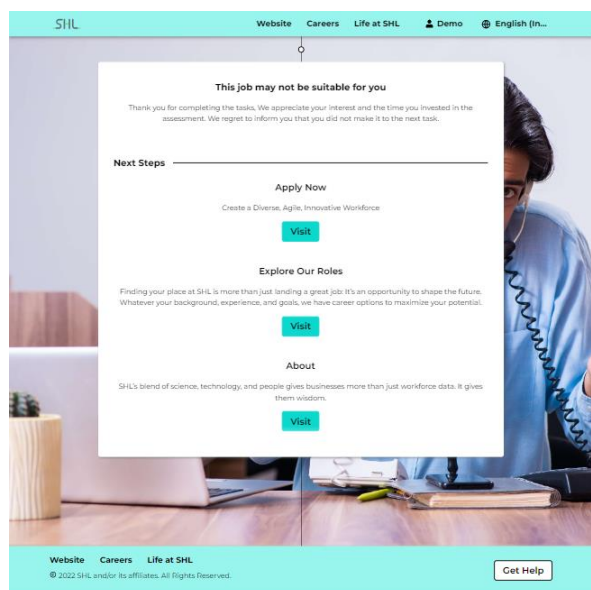 SHL
Website Careers Life at SHL Demo English (In...
This job may not be suitable for you
Thank you for completing the tasks, We appreciate your interest and the time you invested in the
assessment. We regret to inform you that you did not make it to the next task.
Next Steps
Apply Now
Create a Diverse, Agile, Innovative Workforce
Visit
Explore Our Roles
Finding your place at SHL is more than just landing a great job: It's an opportunity to shape the future.
Whatever your background, experience, and goals, we have career options to maximize your potential.
Visit
About
SHL's blend of science, technology, and people gives businesses more than just workforce data. It gives
them wisdom.
Visit
Website Careers Life at SHL
© 2022 SHL and/or its affiliates. All Rights Reserved.
Get Help